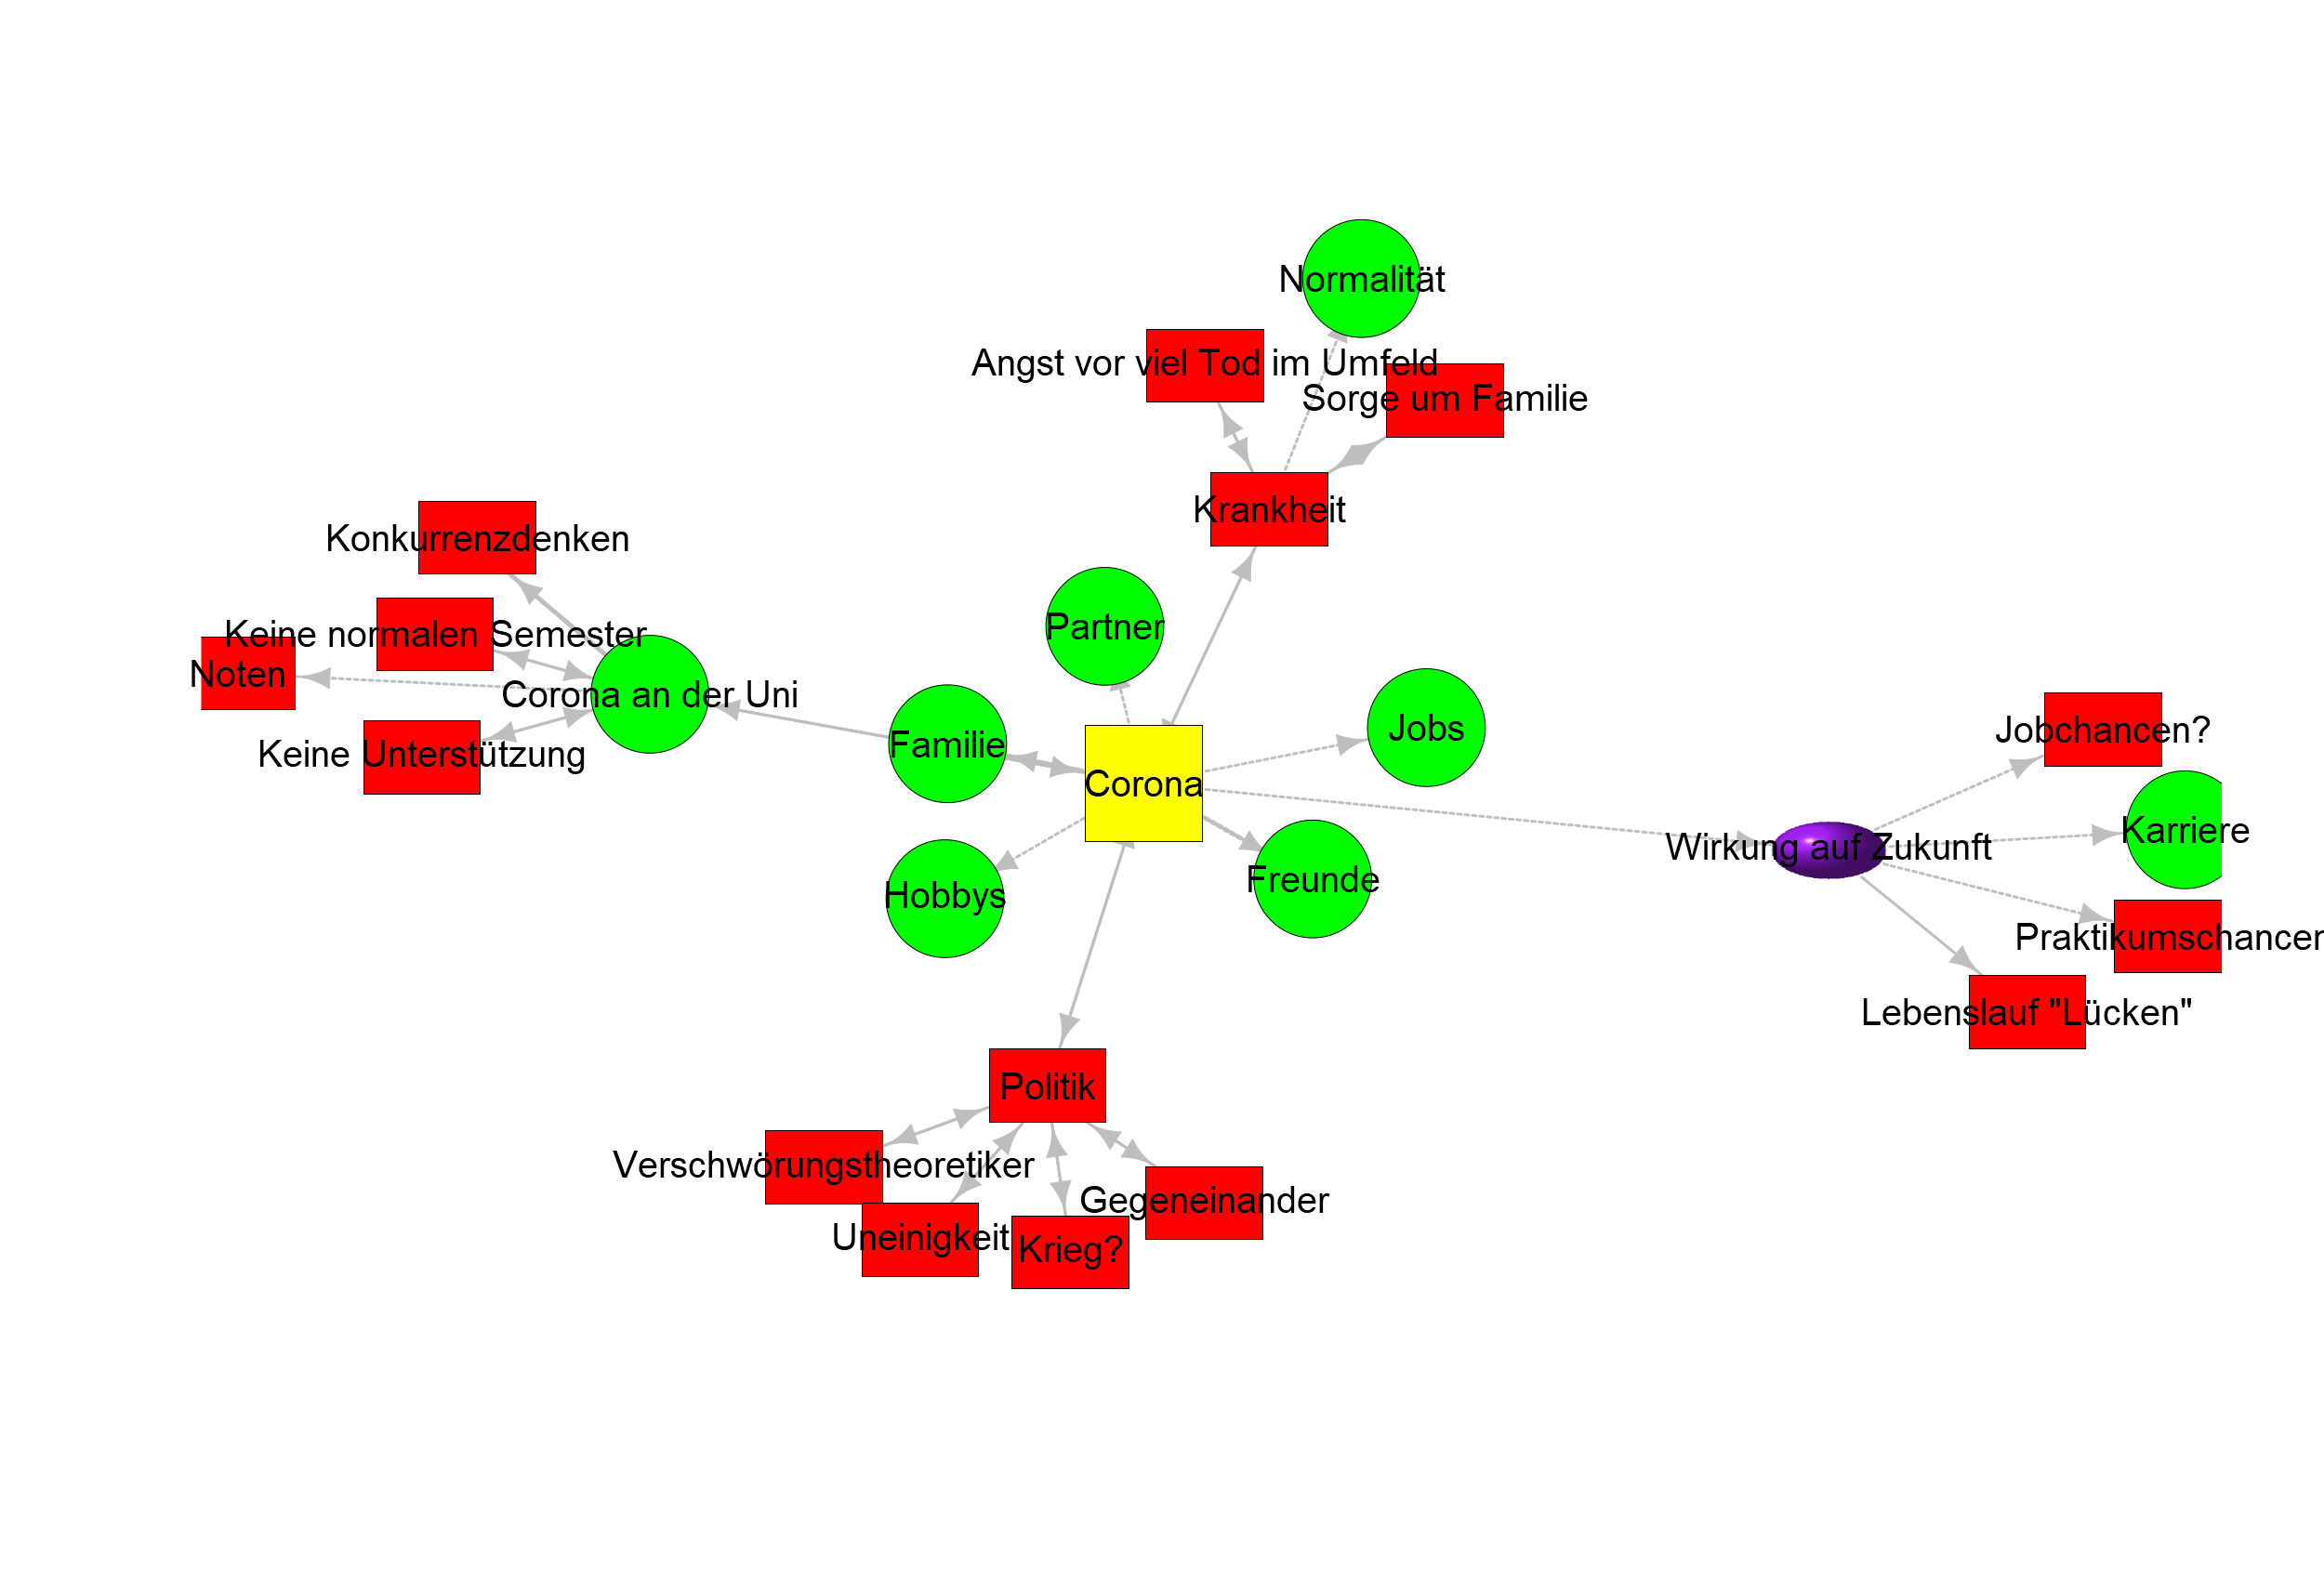 Normalität
Angst vor viel Tod im Umfeld
Sorge um Familie
Krankheit
Konkurrenzdenken
Keine normalen Semester
Noten
Corona an der Uni
Keine Unterstützung
Partner
Familie
Jobs
Corona
Hobbys
Freunde
Jobchancen?
Karriere
Wirkung auf Zukunft
Praktikumschancen
Lebenslauf "Lücken"
Politik
Verschwörungstheoretiker
Uneinigkeit
Krieg?
Gegeneinander